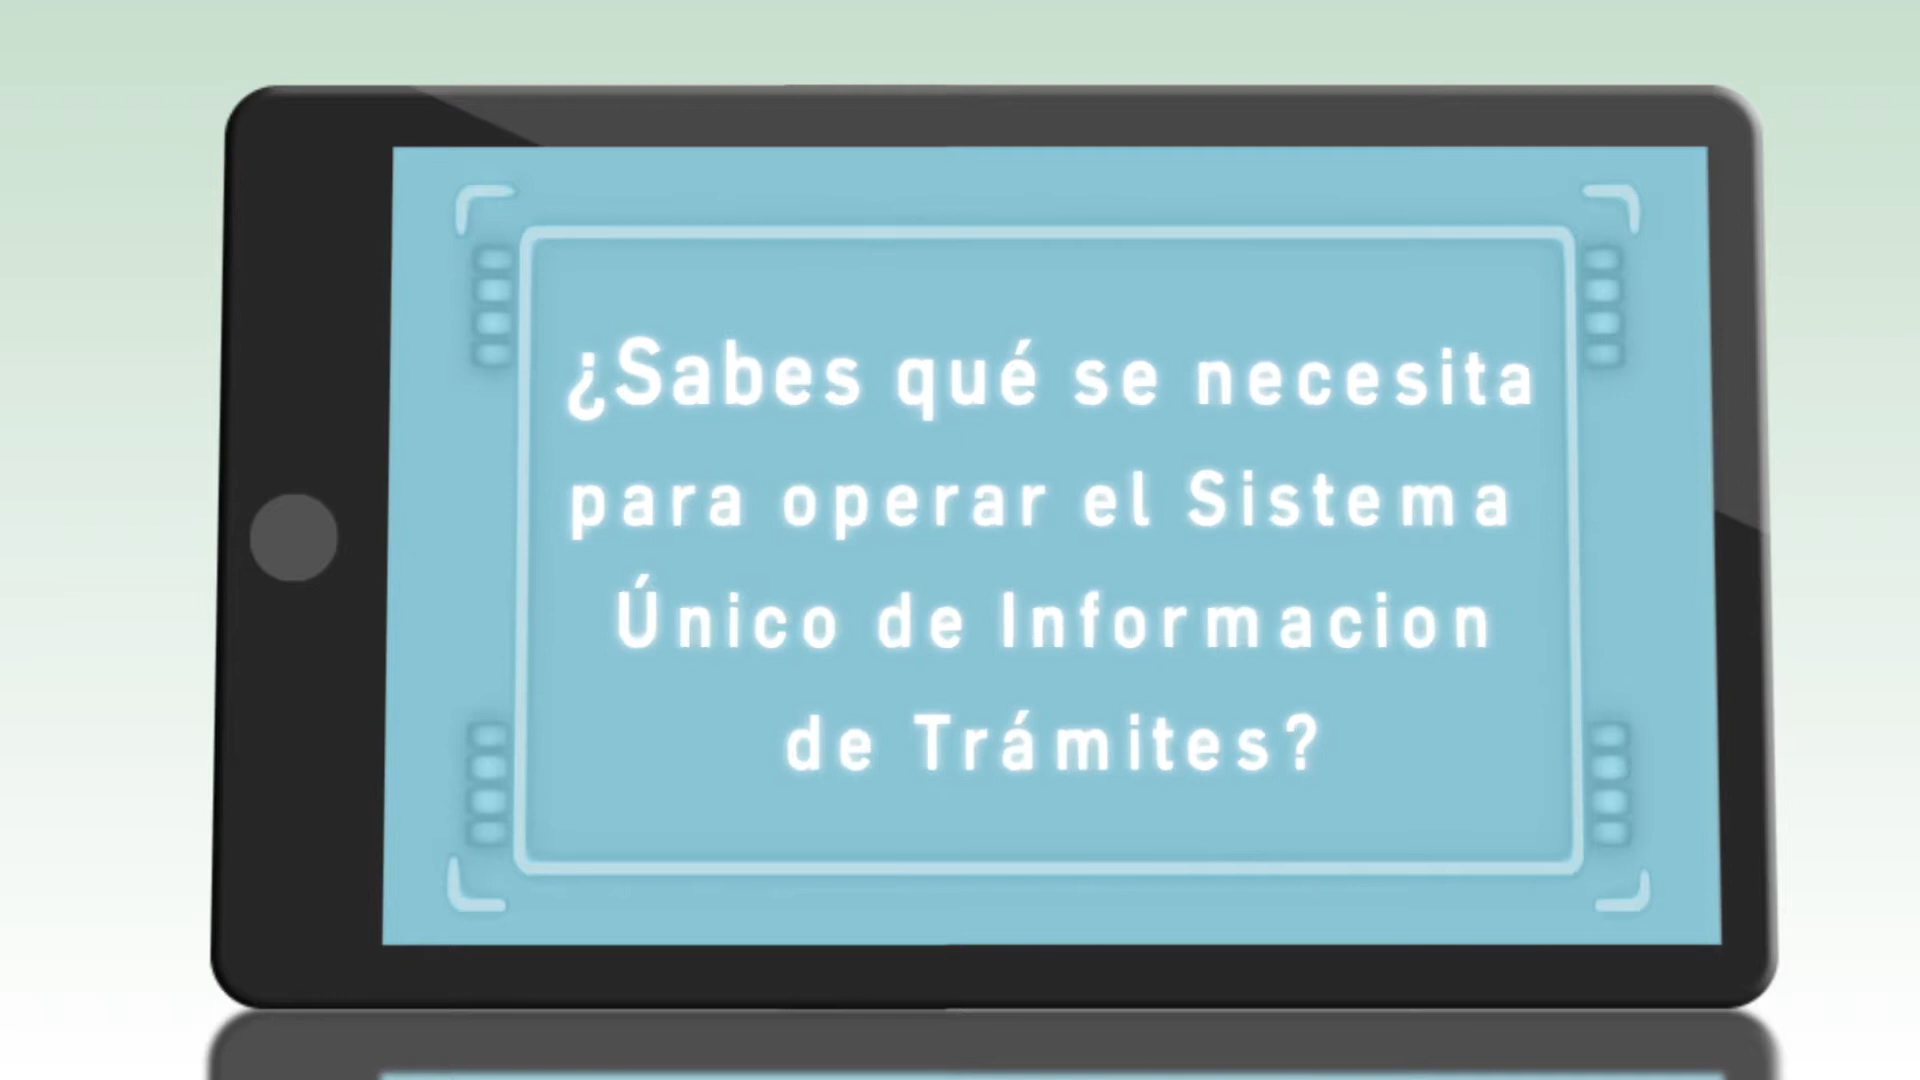 ¿Sabes qué se necesita
para operar el Sistema
Único de Informacion
de Trámites?